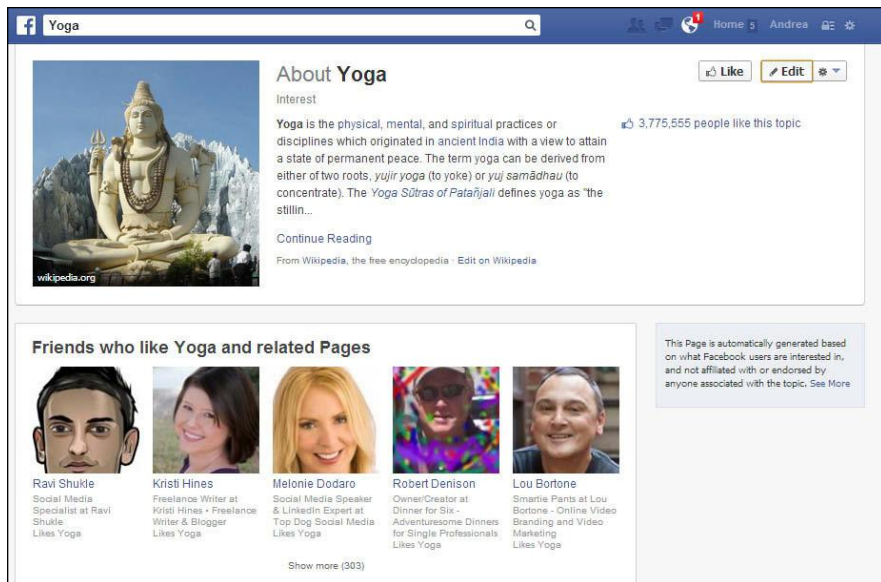 f Yoga 1 Home 5 Andrea
About Yoga
Like Edit
Interest
Yoga is the physical, mental, and spiritual practices or
disciplines which originated in ancient India with a view to attain
a state of permanent peace. The term yoga can be derived from
either of two roots, yujir yoga (to yoke) or yuj samādhau (to
concentrate). The Yoga Sūtras of Patañjali defines yoga as "the
stillin...
3,775,555 people like this topic
Continue Reading
From Wikipedia, the free encyclopedia · Edit on Wikipedia
wikipedia.org
Friends who like Yoga and related Pages
Ravi Shukle
Social Media
Specialist at Ravi
Shukle
Likes Yoga
Kristi Hines
Freelance Writer at
Kristi Hines • Freelance
Writer & Blogger
Likes Yoga
Melonie Dodaro
Social Media Speaker
& LinkedIn Expert at
Top Dog Social Media
Likes Yoga
Robert Denison
Owner/Creator at
Dinner for Six -
Adventuresome Dinners
for Single Professionals
Likes Yoga
Lou Bortone
Smartie Pants at Lou
Bortone - Online Video
Branding and Video
Marketing
Likes Yoga
Show more (303)
This Page is automatically generated based
on what Facebook users are interested in,
and not affiliated with or endorsed by
anyone associated with the topic. See More